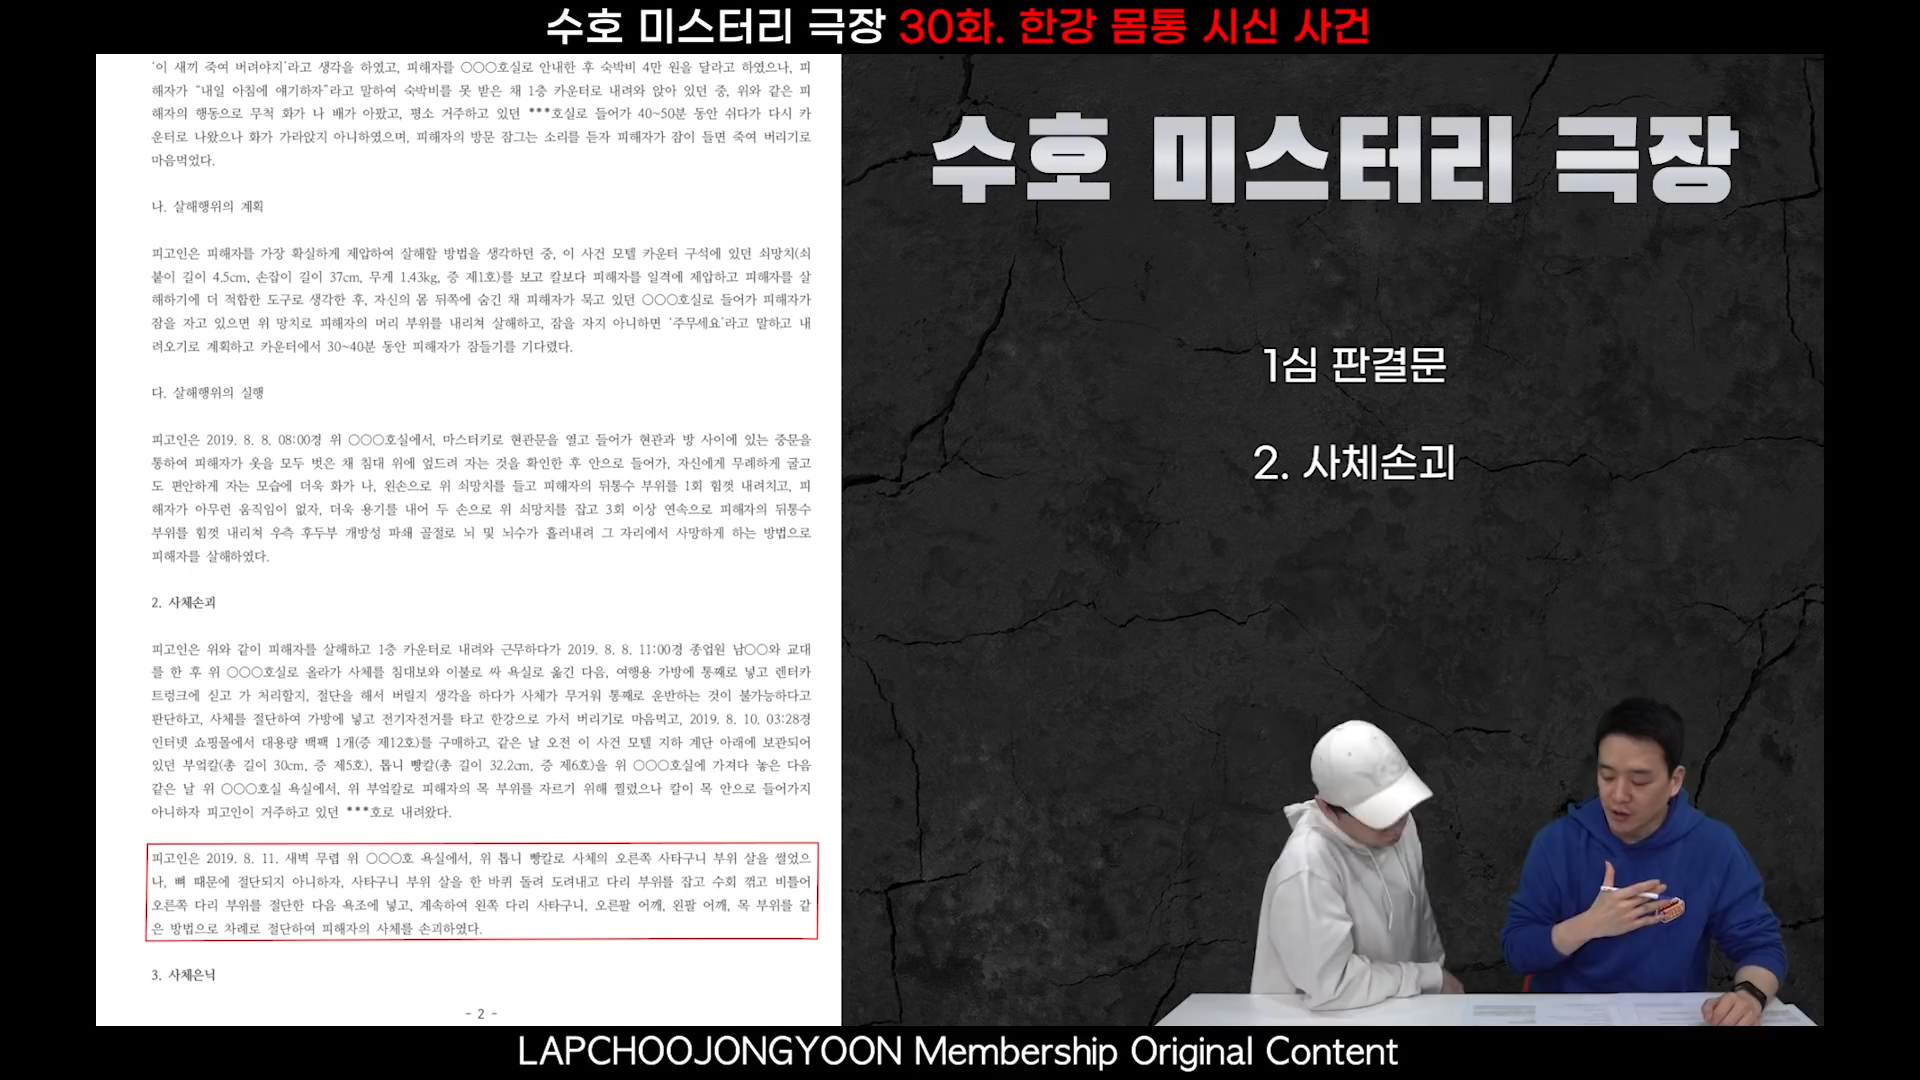 수호 미스터리 극장 30화. 한강 몸통 시신 사건
'이 새끼 죽여 버려야지'라고 생각을 하였고, 피해자를 〇〇〇호실로 안내한 후 숙박비 4만 원을 달라고 하였으나, 피
해자가 "내일 아침에 얘기하자"라고 말하여 숙박비를 못 받은 채 1층 카운터로 내려와 앉아 있던 중, 위와 같은 피
해자의 행동으로 무척 화가 나 배가 아팠고, 평소 거주하고 있던 ***호실로 들어가 40~50분 동안 쉬다가 다시 카
운터로 나왔으나 화가 가라앉지 아니하였으며, 피해자의 방문 잠그는 소리를 듣자 피해자가 잠이 들면 죽여 버리기로
마음먹었다.
나. 살해행위의 계획
피고인은 피해자를 가장 확실하게 제압하여 살해할 방법을 생각하던 중, 이 사건 모텔 카운터 구석에 있던 쇠망치(쇠
붙이 길이 4.5cm, 손잡이 길이 37cm, 무게 1.43kg, 증 제1호)를 보고 칼보다 피해자를 일격에 제압하고 피해자를 살
해하기에 더 적합한 도구로 생각한 후, 자신의 몸 뒤쪽에 숨긴 채 피해자가 묵고 있던 〇〇〇호실로 들어가 피해자가
잠을 자고 있으면 위 망치로 피해자의 머리 부위를 내리쳐 살해하고, 잠을 자지 아니하면 '주무세요'라고 말하고 내
려오기로 계획하고 카운터에서 30~40분 동안 피해자가 잠들기를 기다렸다.
다. 살해행위의 실행
피고인은 2019. 8. 8. 08:00경 위 〇〇〇호실에서, 마스터키로 현관문을 열고 들어가 현관과 방 사이에 있는 중문을
통하여 피해자가 옷을 모두 벗은 채 침대 위에 엎드려 자는 것을 확인한 후 안으로 들어가, 자신에게 무례하게 굴고
도 편안하게 자는 모습에 더욱 화가 나, 왼손으로 위 쇠망치를 들고 피해자의 뒤통수 부위를 1회 힘껏 내려치고, 피
해자가 아무런 움직임이 없자, 더욱 용기를 내어 두 손으로 위 쇠망치를 잡고 3회 이상 연속으로 피해자의 뒤통수
부위를 힘껏 내리쳐 우측 후두부 개방성 파쇄 골절로 뇌 및 뇌수가 흘러내려 그 자리에서 사망하게 하는 방법으로
피해자를 살해하였다.
2. 사체손괴
피고인은 위와 같이 피해자를 살해하고 1층 카운터로 내려와 근무하다가 2019. 8. 8. 11:00경 종업원 남〇〇와 교대
를 한 후 위 〇〇〇호실로 올라가 사체를 침대보와 이불로 싸 욕실로 옮긴 다음, 여행용 가방에 통째로 넣고 렌터카
트렁크에 싣고 가 처리할지, 절단을 해서 버릴지 생각을 하다가 사체가 무거워 통째로 운반하는 것이 불가능하다고
판단하고, 사체를 절단하여 가방에 넣고 전기자전거를 타고 한강으로 가서 버리기로 마음먹고, 2019. 8. 10. 03:28경
인터넷 쇼핑몰에서 대용량 백팩 1개(증 제12호)를 구매하고, 같은 날 오전 이 사건 모텔 지하 계단 아래에 보관되어
있던 부엌칼(총 길이 30cm, 증 제5호), 톱니 빵칼(총 길이 32.2cm, 증 제6호)을 위 〇〇〇호실에 가져다 놓은 다음
같은 날 위 〇〇〇호실 욕실에서, 위 부엌칼로 피해자의 목 부위를 자르기 위해 찔렀으나 칼이 목 안으로 들어가지
아니하자 피고인이 거주하고 있던 ***호로 내려왔다.
피고인은 2019. 8. 11. 새벽 무렵 위 〇〇〇호 욕실에서, 위 톱니 빵칼로 사체의 오른쪽 사타구니 부위 살을 썰었으
나, 뼈 때문에 절단되지 아니하자, 사타구니 부위 살을 한 바퀴 돌려 도려내고 다리 부위를 잡고 수회 꺾고 비틀어
오른쪽 다리 부위를 절단한 다음 욕조에 넣고, 계속하여 왼쪽 다리 사타구니, 오른팔 어깨, 왼팔 어깨, 목 부위를 같
은 방법으로 차례로 절단하여 피해자의 사체를 손괴하였다.
3. 사체은닉
- 2 -
수호 미스터리 극장
1심 판결문
2. 사체손괴
LAPCHOOJONGYOON Membership Original Content